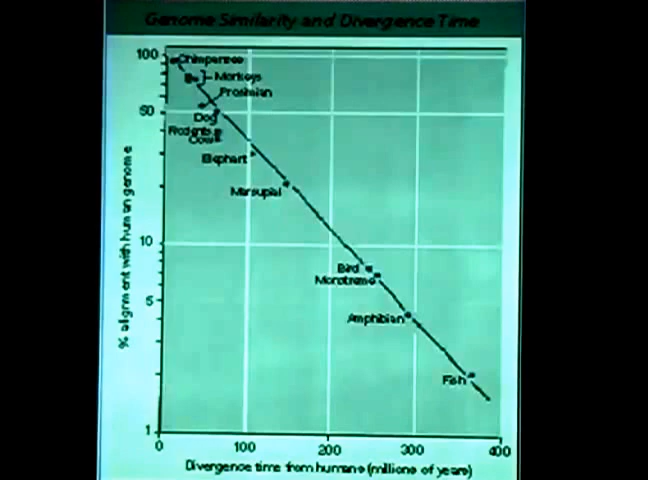 Genome Similarity and Divergence Time
100
Chimpanzee
Monkeys
Prosimian
50
Dog
Rodents
Cow
Elephant
Marsupial
10
Bird
Monotreme
5
Amphibian
Fish
1
0 100 200 300 400
% alignment with human genome
Divergence time from humans (millions of years)